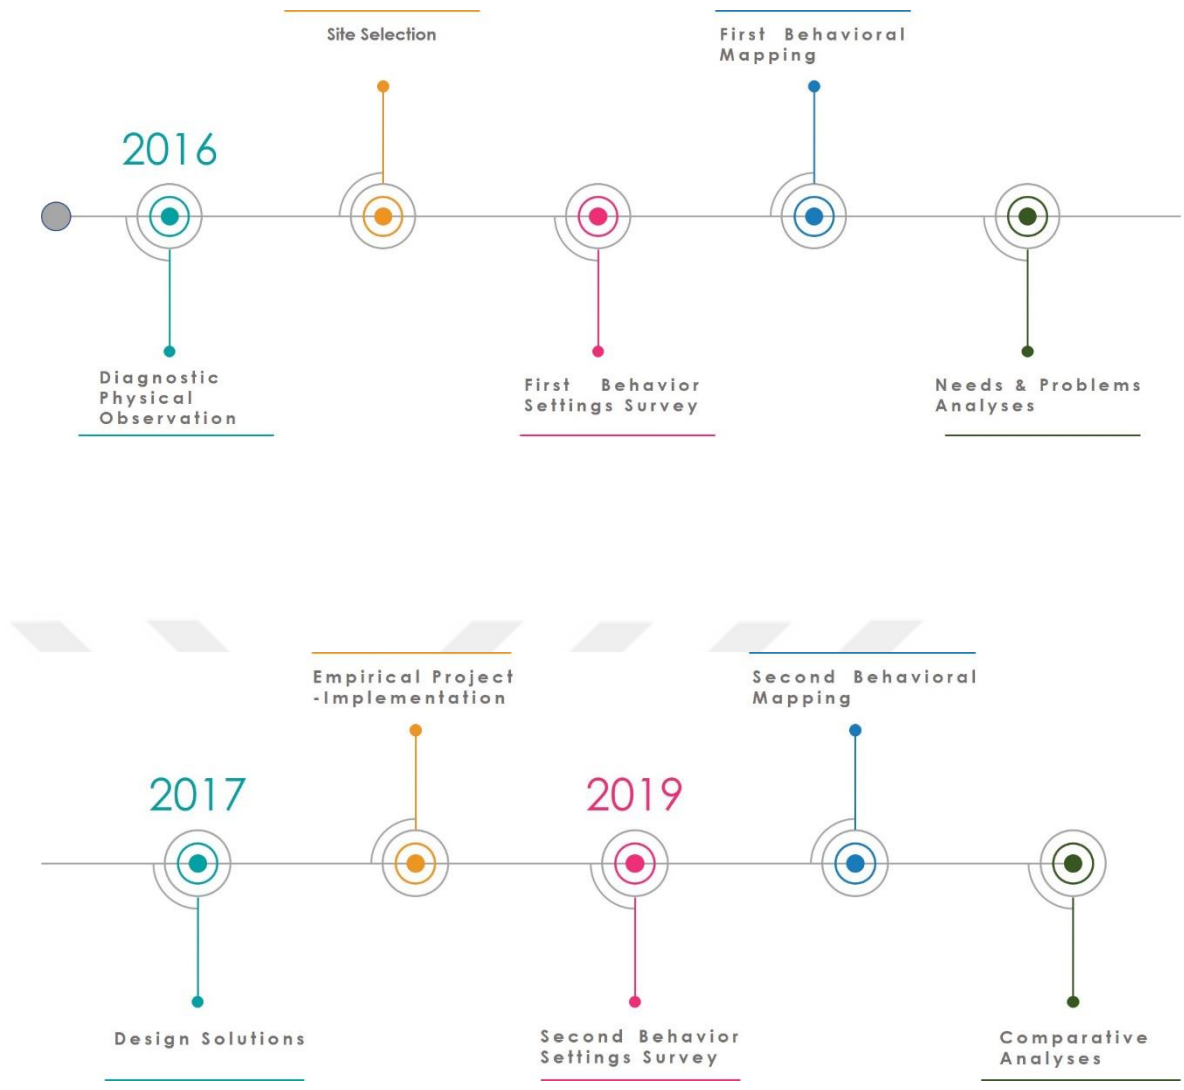 Site Selection
First Behavioral
Mapping
2016
Diagnostic
Physical
Observation
First Behavior
Settings Survey
Needs & Problems
Analyses
Empirical Project
-Implementation
Second Behavioral
Mapping
2017
2019
Design Solutions
Second Behavior
Settings Survey
Comparative
Analyses